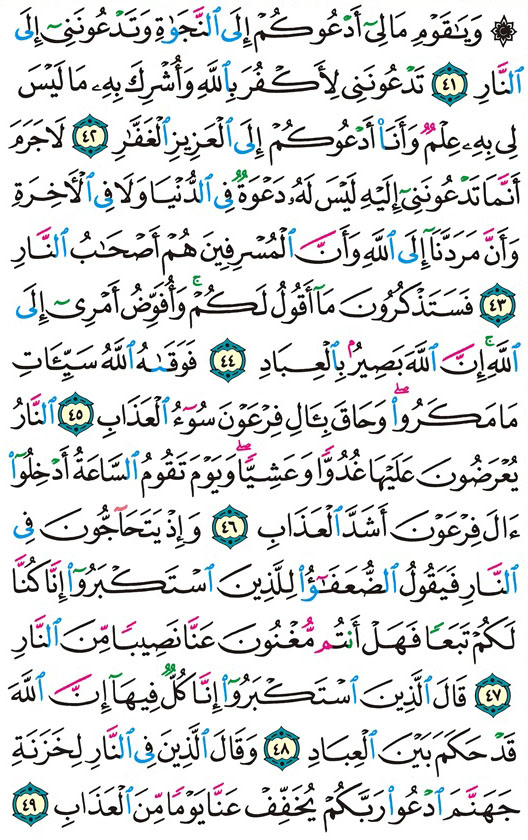 ۞ وَيَٰقَوْمِ مَا لِىٓ أَدْعُوكُمْ إِلَى ٱلنَّجَوٰةِ وَتَدْعُونَنِىٓ إِلَى
ٱلنَّارِ ٤١ تَدْعُونَنِى لِأَكْفُرَ بِٱللَّهِ وَأُشْرِكَ بِهِۦ مَا لَيْسَ
لِى بِهِۦ عِلْمٌ وَأَنَا۠ أَدْعُوكُمْ إِلَى ٱلْعَزِيزِ ٱلْغَفَّٰرِ ٤٢ لَا جَرَمَ
أَنَّمَا تَدْعُونَنِىٓ إِلَيْهِ لَيْسَ لَهُۥ دَعْوَةٌ فِى ٱلدُّنْيَا وَلَا فِى ٱلْأَخِرَةِ
وَأَنَّ مَرَدَّنَآ إِلَى ٱللَّهِ وَأَنَّ ٱلْمُسْرِفِينَ هُمْ أَصْحَٰبُ ٱلنَّارِ
٤٣ فَسَتَذْكُرُونَ مَآ أَقُولُ لَكُمْ ۚ وَأُفَوِّضُ أَمْرِىٓ إِلَى
ٱللَّهِ ۚ إِنَّ ٱللَّهَ بَصِيرٌۢ بِٱلْعِبَادِ ٤٤ فَوَقَىٰهُ ٱللَّهُ سَيِّـَٔاتِ
مَا مَكَرُوا۟ ۖ وَحَاقَ بِـَٔالِ فِرْعَوْنَ سُوٓءُ ٱلْعَذَابِ ٤٥ ٱلنَّارُ
يُعْرَضُونَ عَلَيْهَا غُدُوًّا وَعَشِيًّا ۖ وَيَوْمَ تَقُومُ ٱلسَّاعَةُ أَدْخِلُوٓا۟
ءَالَ فِرْعَوْنَ أَشَدَّ ٱلْعَذَابِ ٤٦ وَإِذْ يَتَحَآجُّونَ فِى
ٱلنَّارِ فَيَقُولُ ٱلضُّعَفَٰٓؤُا۟ لِلَّذِينَ ٱسْتَكْبَرُوٓا۟ إِنَّا كُنَّا
لَكُمْ تَبَعًا فَهَلْ أَنتُم مُّغْنُونَ عَنَّا نَصِيبًا مِّنَ ٱلنَّارِ
٤٧ قَالَ ٱلَّذِينَ ٱسْتَكْبَرُوٓا۟ إِنَّا كُلٌّ فِيهَآ إِنَّ ٱللَّهَ
قَدْ حَكَمَ بَيْنَ ٱلْعِبَادِ ٤٨ وَقَالَ ٱلَّذِينَ فِى ٱلنَّارِ لِخَزَنَةِ
جَهَنَّمَ ٱدْعُوا۟ رَبَّكُمْ يُخَفِّفْ عَنَّا يَوْمًا مِّنَ ٱلْعَذَابِ ٤٩